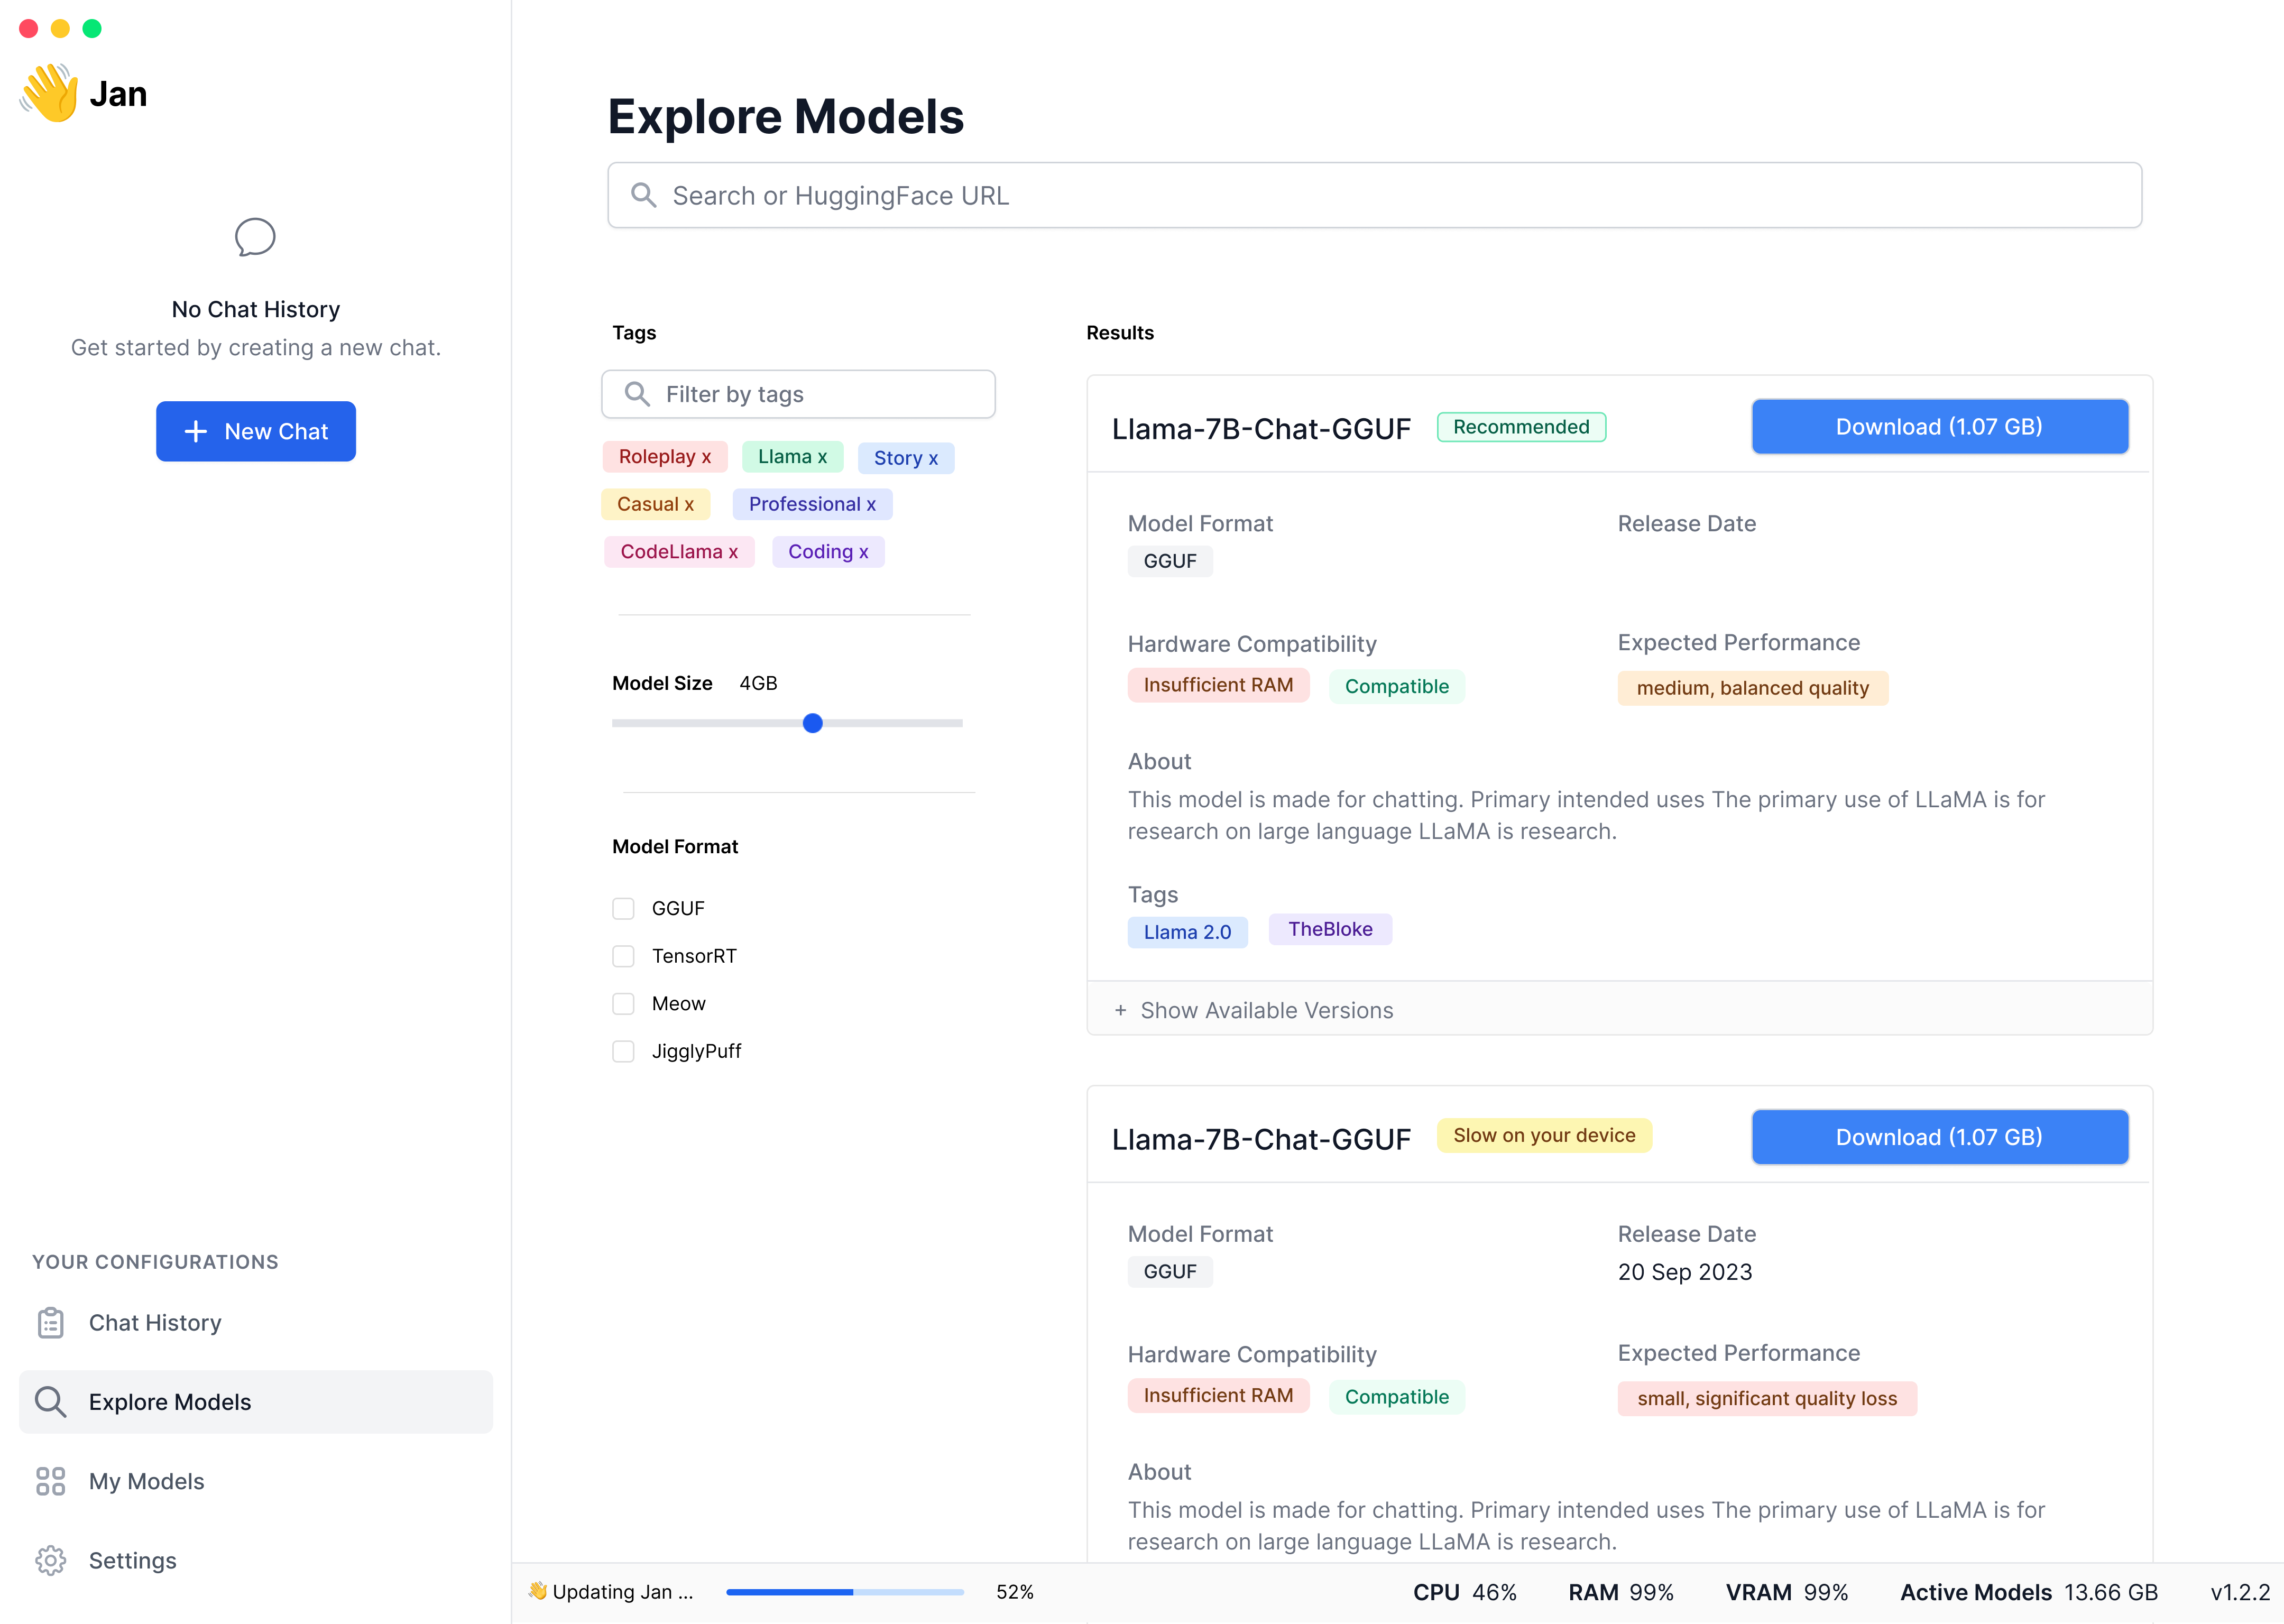 Jan
No Chat History
Get started by creating a new chat.
+ New Chat
YOUR CONFIGURATIONS
Chat History
Explore Models
My Models
Settings
Explore Models
Search or HuggingFace URL
Tags
Filter by tags
Roleplay x Llama x Story x
Casual x Professional x
CodeLlama x Coding x
Model Size 4GB
Model Format
GGUF
TensorRT
Meow
JigglyPuff
Results
Llama-7B-Chat-GGUF Recommended Download (1.07 GB)
Model Format Release Date
GGUF
Hardware Compatibility Expected Performance
Insufficient RAM Compatible medium, balanced quality
About
This model is made for chatting. Primary intended uses The primary use of LLaMA is for
research on large language LLaMA is research.
Tags
Llama 2.0 TheBloke
+ Show Available Versions
Llama-7B-Chat-GGUF Slow on your device Download (1.07 GB)
Model Format Release Date
GGUF 20 Sep 2023
Hardware Compatibility Expected Performance
Insufficient RAM Compatible small, significant quality loss
About
This model is made for chatting. Primary intended uses The primary use of LLaMA is for
research on large language LLaMA is research.
👋Updating Jan ... 52% CPU 46% RAM 99% VRAM 99% Active Models 13.66 GB v1.2.2